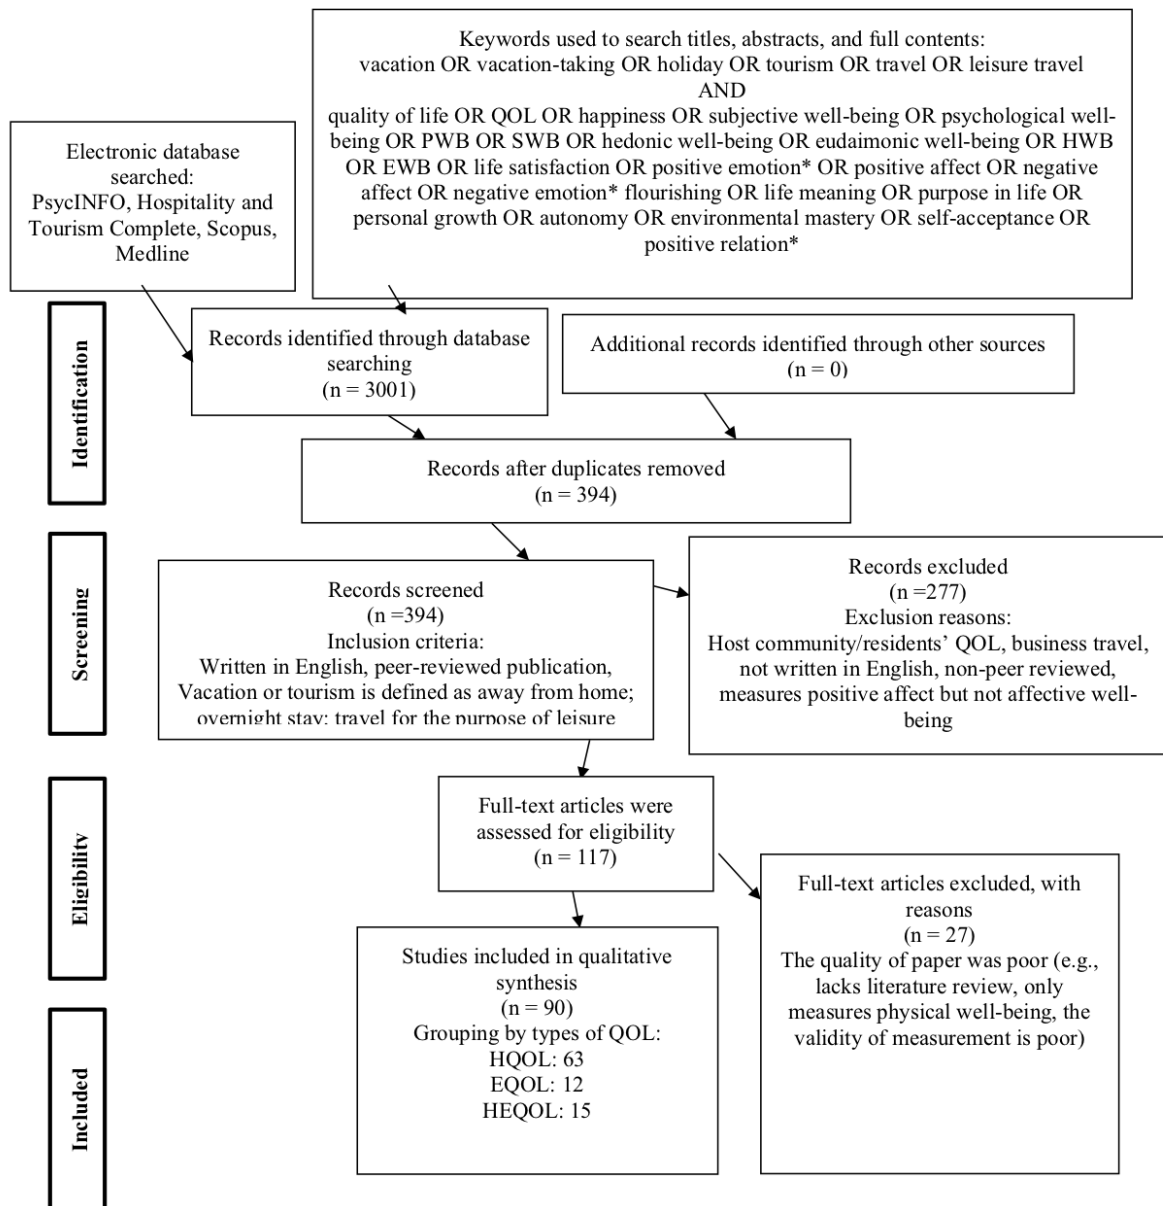 Keywords used to search titles, abstracts, and full contents:
vacation OR vacation-taking OR holiday OR tourism OR travel OR leisure travel
AND
quality of life OR QOL OR happiness OR subjective well-being OR psychological well-
being OR PWB OR SWB OR hedonic well-being OR eudaimonic well-being OR HWB
OR EWB OR life satisfaction OR positive emotion* OR positive affect OR negative
affect OR negative emotion* flourishing OR life meaning OR purpose in life OR
personal growth OR autonomy OR environmental mastery OR self-acceptance OR
positive relation*
Electronic database
searched:
PsycINFO, Hospitality and
Tourism Complete, Scopus,
Medline
Identification
Records identified through database
searching
(n = 3001)
Additional records identified through other sources
(n = 0)
Records after duplicates removed
(n = 394)
Screening
Records screened
(n =394)
Inclusion criteria:
Written in English, peer-reviewed publication,
Vacation or tourism is defined as away from home;
overnight stay; travel for the purpose of leisure
Records excluded
(n =277)
Exclusion reasons:
Host community/residents’ QOL, business travel,
not written in English, non-peer reviewed,
measures positive affect but not affective well-
being
Eligibility
Full-text articles were
assessed for eligibility
(n = 117)
Full-text articles excluded, with
reasons
(n = 27)
The quality of paper was poor (e.g.,
lacks literature review, only
measures physical well-being, the
validity of measurement is poor)
Included
Studies included in qualitative
synthesis
(n = 90)
Grouping by types of QOL:
HQOL: 63
EQOL: 12
HEQOL: 15